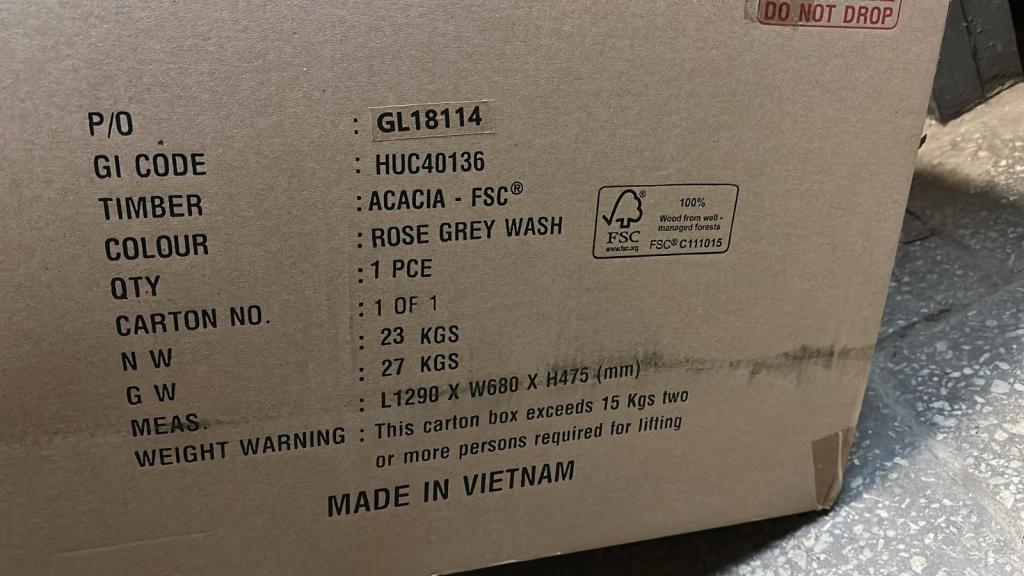 DO NOT DROP
P/O : GL18114
GI CODE : HUC40136
TIMBER : ACACIA - FSC®
COLOUR : ROSE GREY WASH
QTY : 1 PCE
CARTON NO. : 1 OF 1
N W : 23 KGS
G W : 27 KGS
MEAS. : L1290 X W680 X H475 (mm)
WEIGHT WARNING : This carton box exceeds 15 Kgs two
or more persons required for lifting
MADE IN VIETNAM
®
FSC
www.fsc.org
100%
Wood from well-
managed forests
FSC® C111015